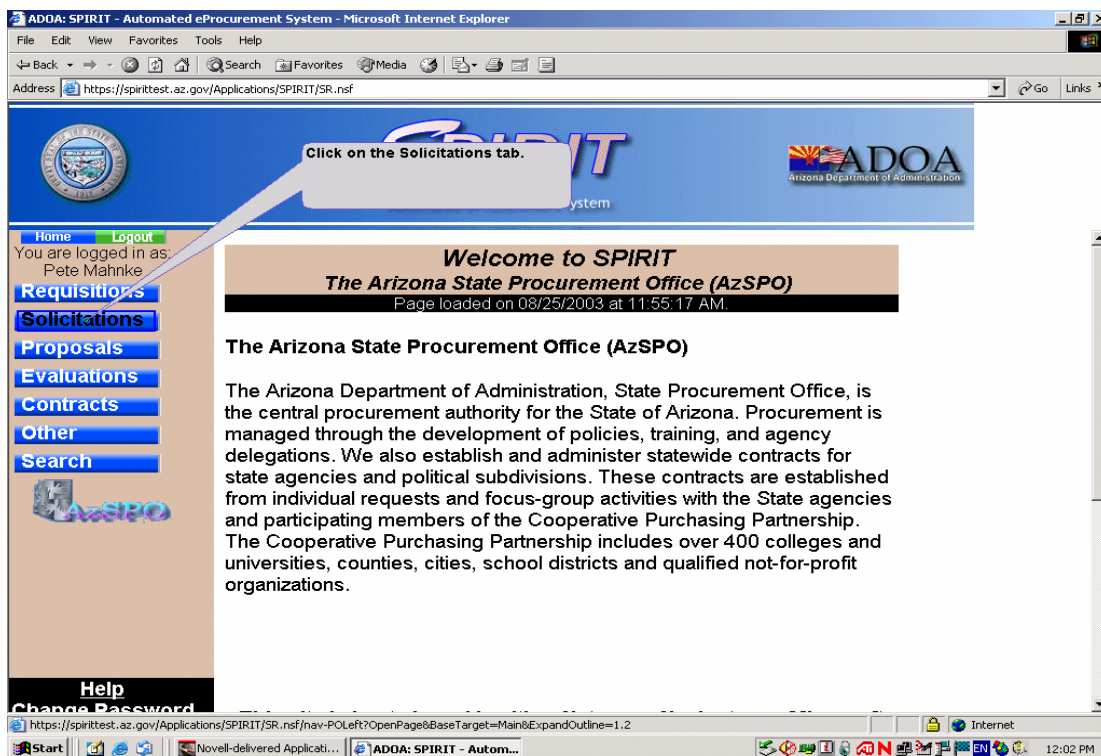 ADOA: SPIRIT - Automated eProcurement System - Microsoft Internet Explorer
File Edit View Favorites Tools Help
Back Search Favorites Media
Address https://spirittest.az.gov/Applications/SPIRIT/SR.nsf Go Links
SPIRIT
Click on the Solicitations tab.
ystem
ADOA
Arizona Department of Administration
Home Logout
You are logged in as:
Pete Mahnke
Requisitions
Solicitations
Proposals
Evaluations
Contracts
Other
Search
AzSPO
Help
Change Password
Welcome to SPIRIT
The Arizona State Procurement Office (AzSPO)
Page loaded on 08/25/2003 at 11:55:17 AM.
The Arizona State Procurement Office (AzSPO)
The Arizona Department of Administration, State Procurement Office, is
the central procurement authority for the State of Arizona. Procurement is
managed through the development of policies, training, and agency
delegations. We also establish and administer statewide contracts for
state agencies and political subdivisions. These contracts are established
from individual requests and focus-group activities with the State agencies
and participating members of the Cooperative Purchasing Partnership.
The Cooperative Purchasing Partnership includes over 400 colleges and
universities, counties, cities, school districts and qualified not-for-profit
organizations.
https://spirittest.az.gov/Applications/SPIRIT/SR.nsf/nav-POLeft?OpenPage&BaseTarget=Main&ExpandOutline=1.2 Internet
Start Novell-delivered Applicati... ADOA: SPIRIT - Autom... EN 12:02 PM